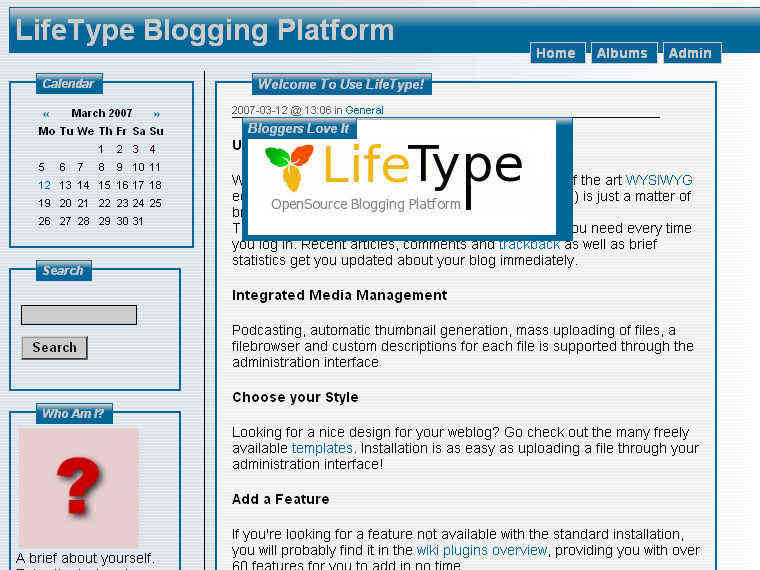 LifeType Blogging Platform
Home
Albums
Admin
Calendar
« March 2007 »
Mo Tu We Th Fr Sa Su
1 2 3 4
5 6 7 8 9 10 11
12 13 14 15 16 17 18
19 20 21 22 23 24 25
26 27 28 29 30 31
Search
Search
Who Am I?
A brief about yourself.
Welcome To Use LifeType!
2007-03-12 @ 13:06 in General
Bloggers Love It
LifeType
OpenSource Blogging Platform
f the art WYSIWYG
) is just a matter of
ou need every time
you log in. Recent articles, comments and trackback as well as brief
statistics get you updated about your blog immediately.
Integrated Media Management
Podcasting, automatic thumbnail generation, mass uploading of files, a
filebrowser and custom descriptions for each file is supported through the
administration interface.
Choose your Style
Looking for a nice design for your weblog? Go check out the many freely
available templates. Installation is as easy as uploading a file through your
administration interface!
Add a Feature
If you're looking for a feature not available with the standard installation,
you will probably find it in the wiki plugins overview, providing you with over
60 features for you to add in no time.